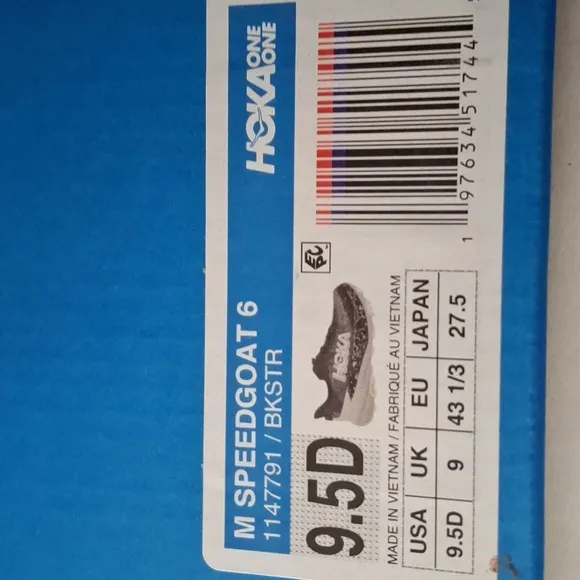 M SPEEDGOAT 6
1147791 / BKSTR
HOKA ONE ONE
9.5D
HOKA
MADE IN VIETNAM / FABRIQUÉ AU VIETNAM
USA UK EU JAPAN
9.5D 9 43 1/3 27.5
1 97634 51744